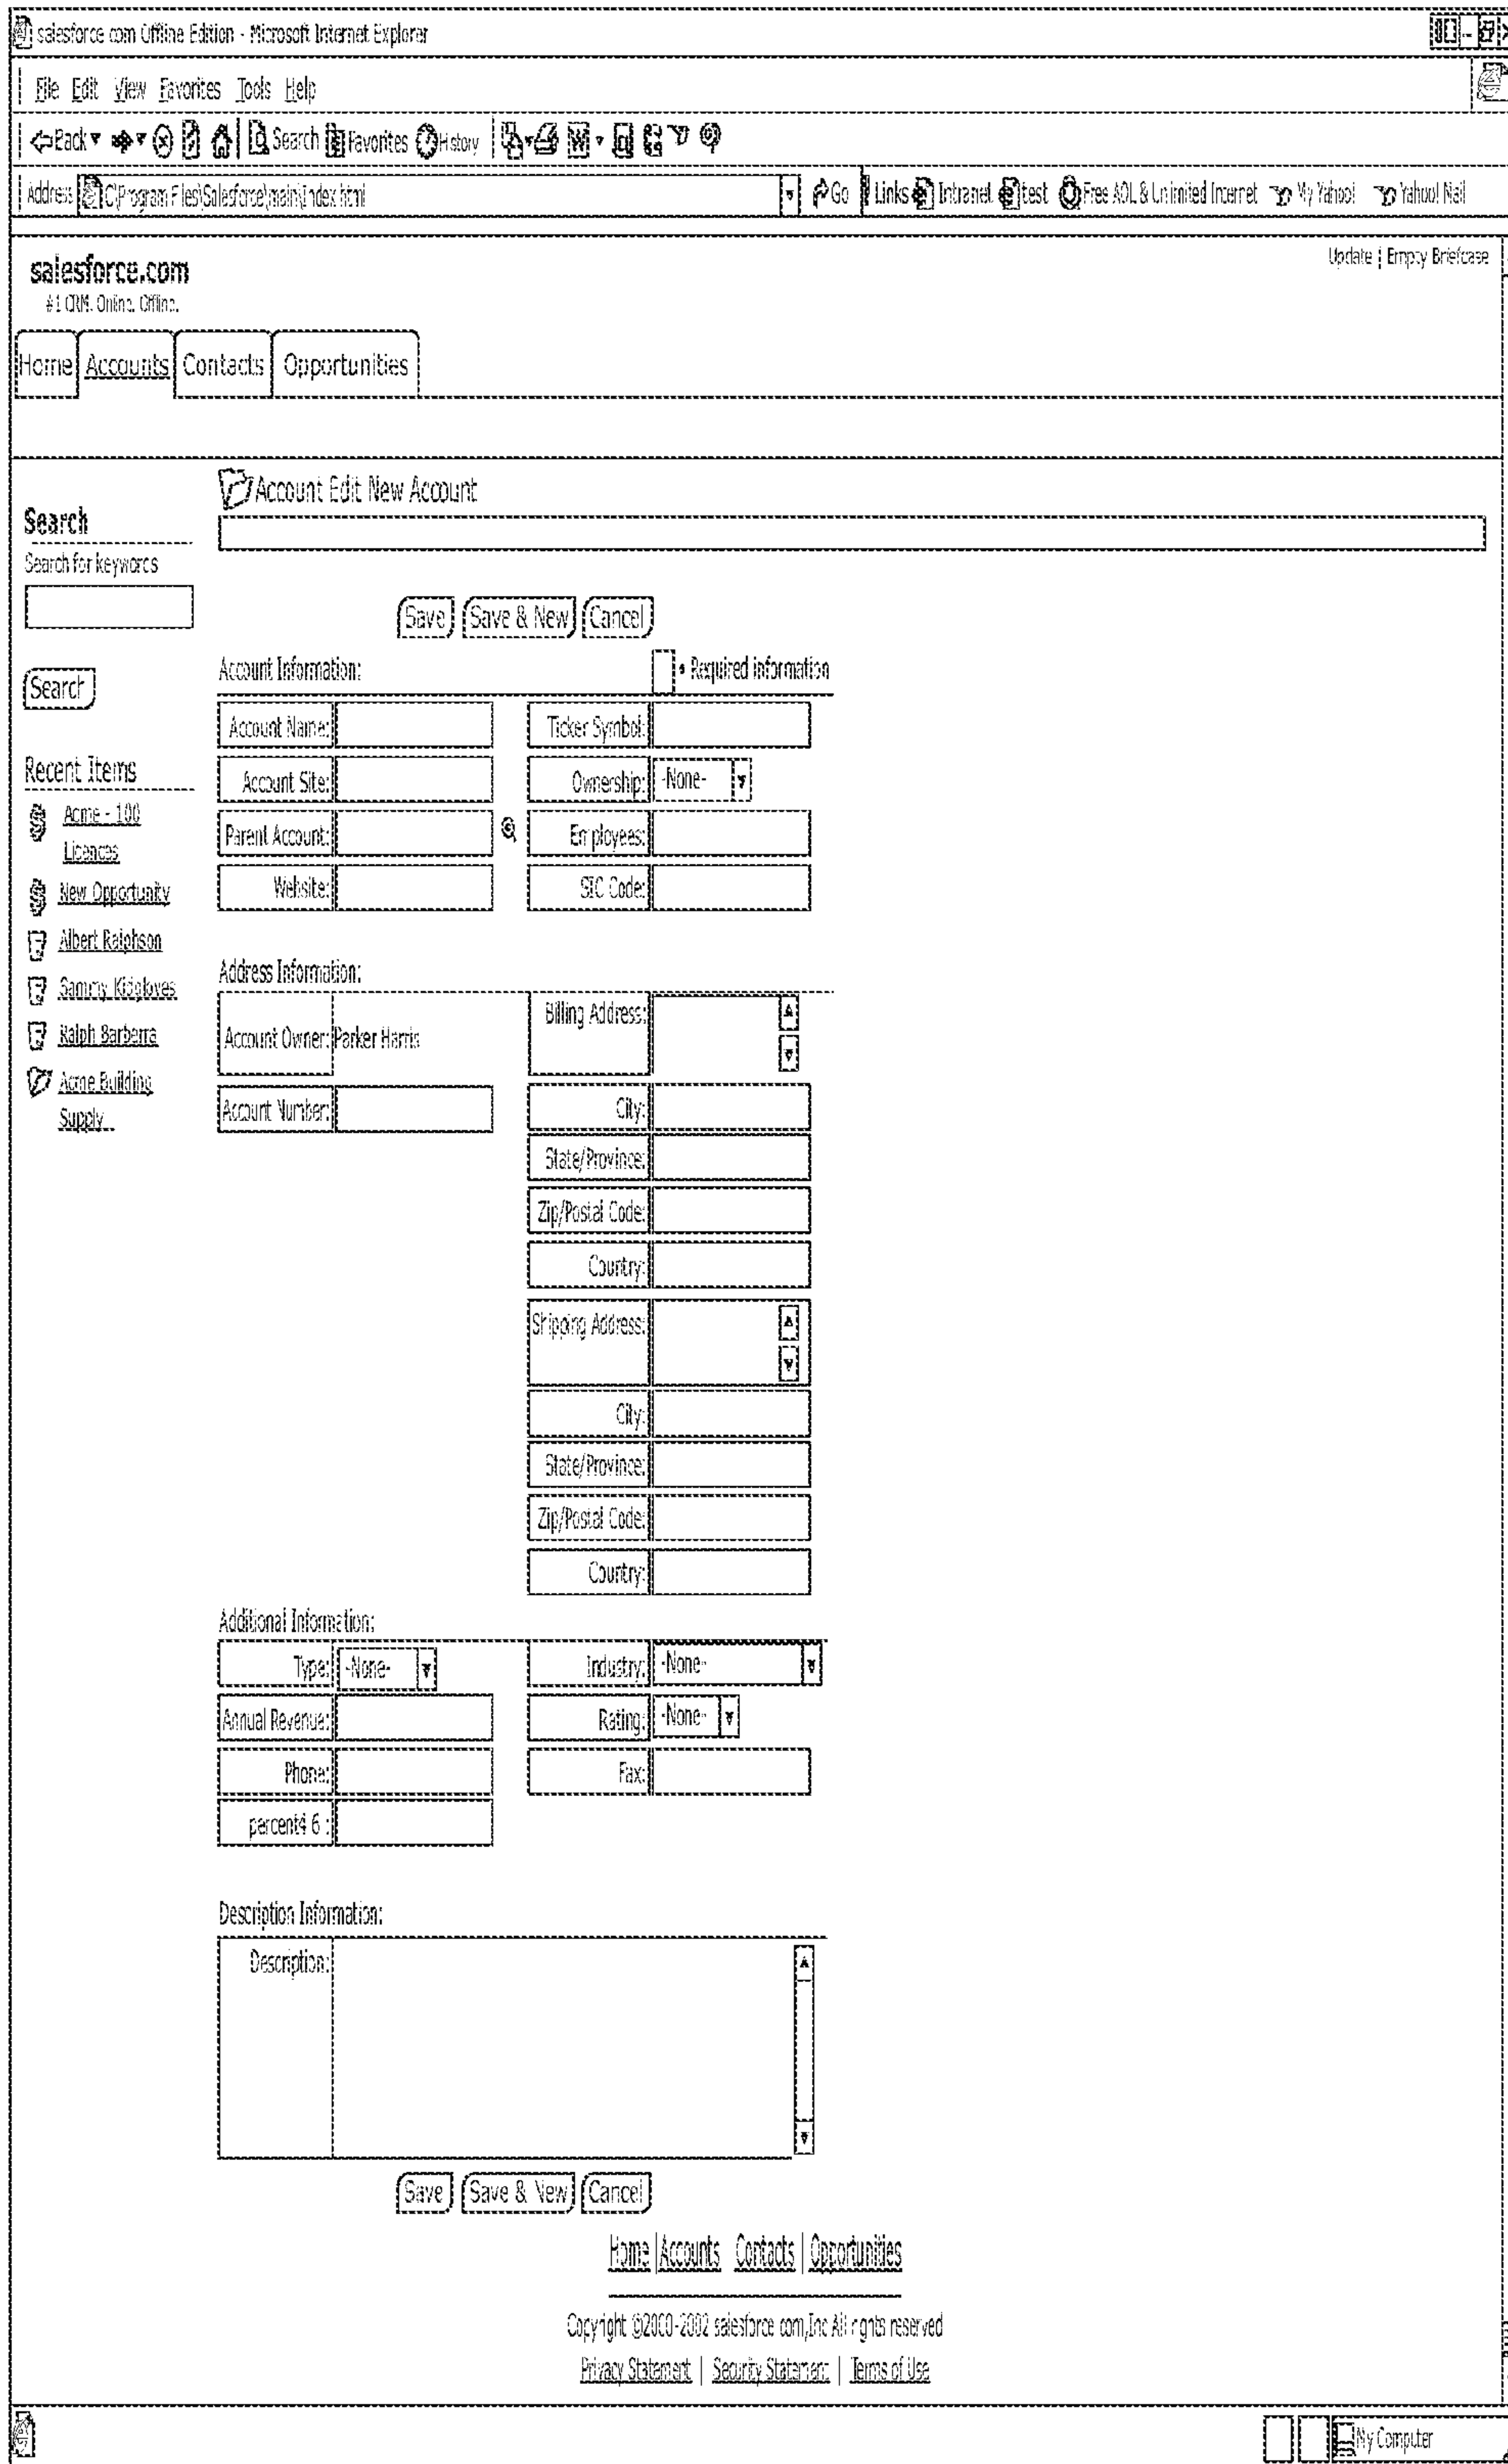 salesforce com Offline Edition - Microsoft Internet Explorer
File Edit View Favorites Tools Help
Back Search Favorites History W
Address C\Program Files\Salesforce\main\Index html Go Links Intranet test Free AOL & Unlimited Internet My Yahoo! Yahoo! Mail
Update | Empty Briefcase
salesforce.com
#1 CRM. Online. Offline.
Home Accounts Contacts Opportunities
Account Edit New Account
Search
Search for keywords
Save Save & New Cancel
Search
Account Information: • Required information
Account Name: Ticker Symbol:
Account Site: Ownership: -None-
Parent Account: Employees:
Website: SIC Code:
Recent Items
Acme - 100
Licences
New Opportunity
Albert Ralphson
Sammy Kidgloves
Ralph Barberra
Acme Building
Supply
Address Information:
Account Owner: Parker Harris Billing Address:
Account Number: City:
State/Province:
Zip/Postal Code:
Country:
Shipping Address:
City:
State/Province:
Zip/Postal Code:
Country:
Additional Information:
Type: -None- Industry: -None-
Annual Revenue: Rating: -None-
Phone: Fax:
percent4 6 :
Description Information:
Description:
Save Save & New Cancel
Home | Accounts Contacts | Opportunities
Copyright ©2000-2002 salesforce com,Inc All rights reserved
Privacy Statement | Security Statement | Terms of Use
My Computer